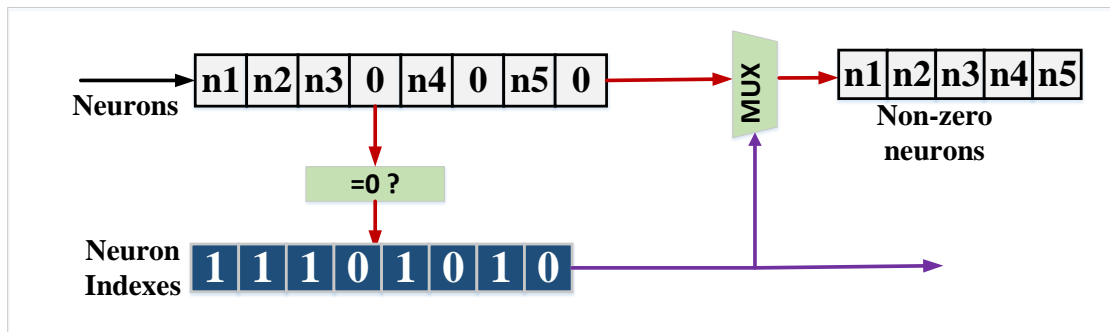 Neurons
n1 n2 n3 0 n4 0 n5 0
MUX
n1 n2 n3 n4 n5
Non-zero
neurons
=0 ?
Neuron
Indexes
1 1 1 0 1 0 1 0